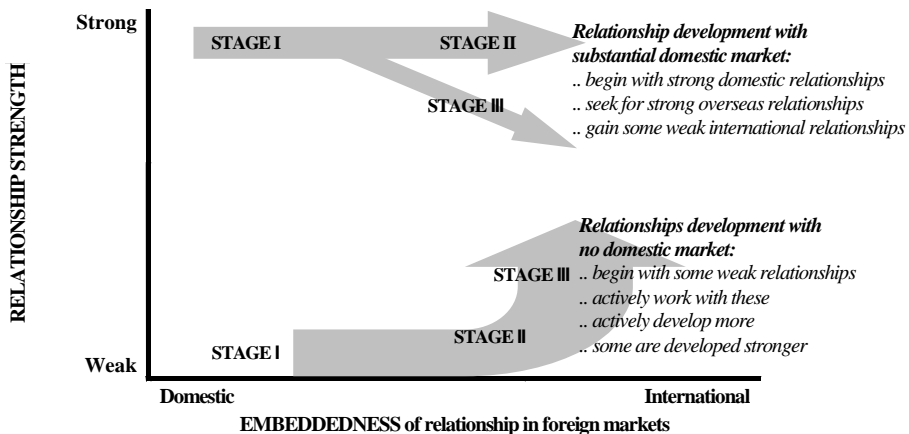 Strong
STAGE I
STAGE II
Relationship development with
substantial domestic market:
.. begin with strong domestic relationships
STAGE III
.. seek for strong overseas relationships
.. gain some weak international relationships
RELATIONSHIP STRENGTH
Relationships development with
no domestic market:
STAGE III
.. begin with some weak relationships
.. actively work with these
.. actively develop more
STAGE I
STAGE II
.. some are developed stronger
Weak
Domestic
International
EMBEDDEDNESS of relationship in foreign markets